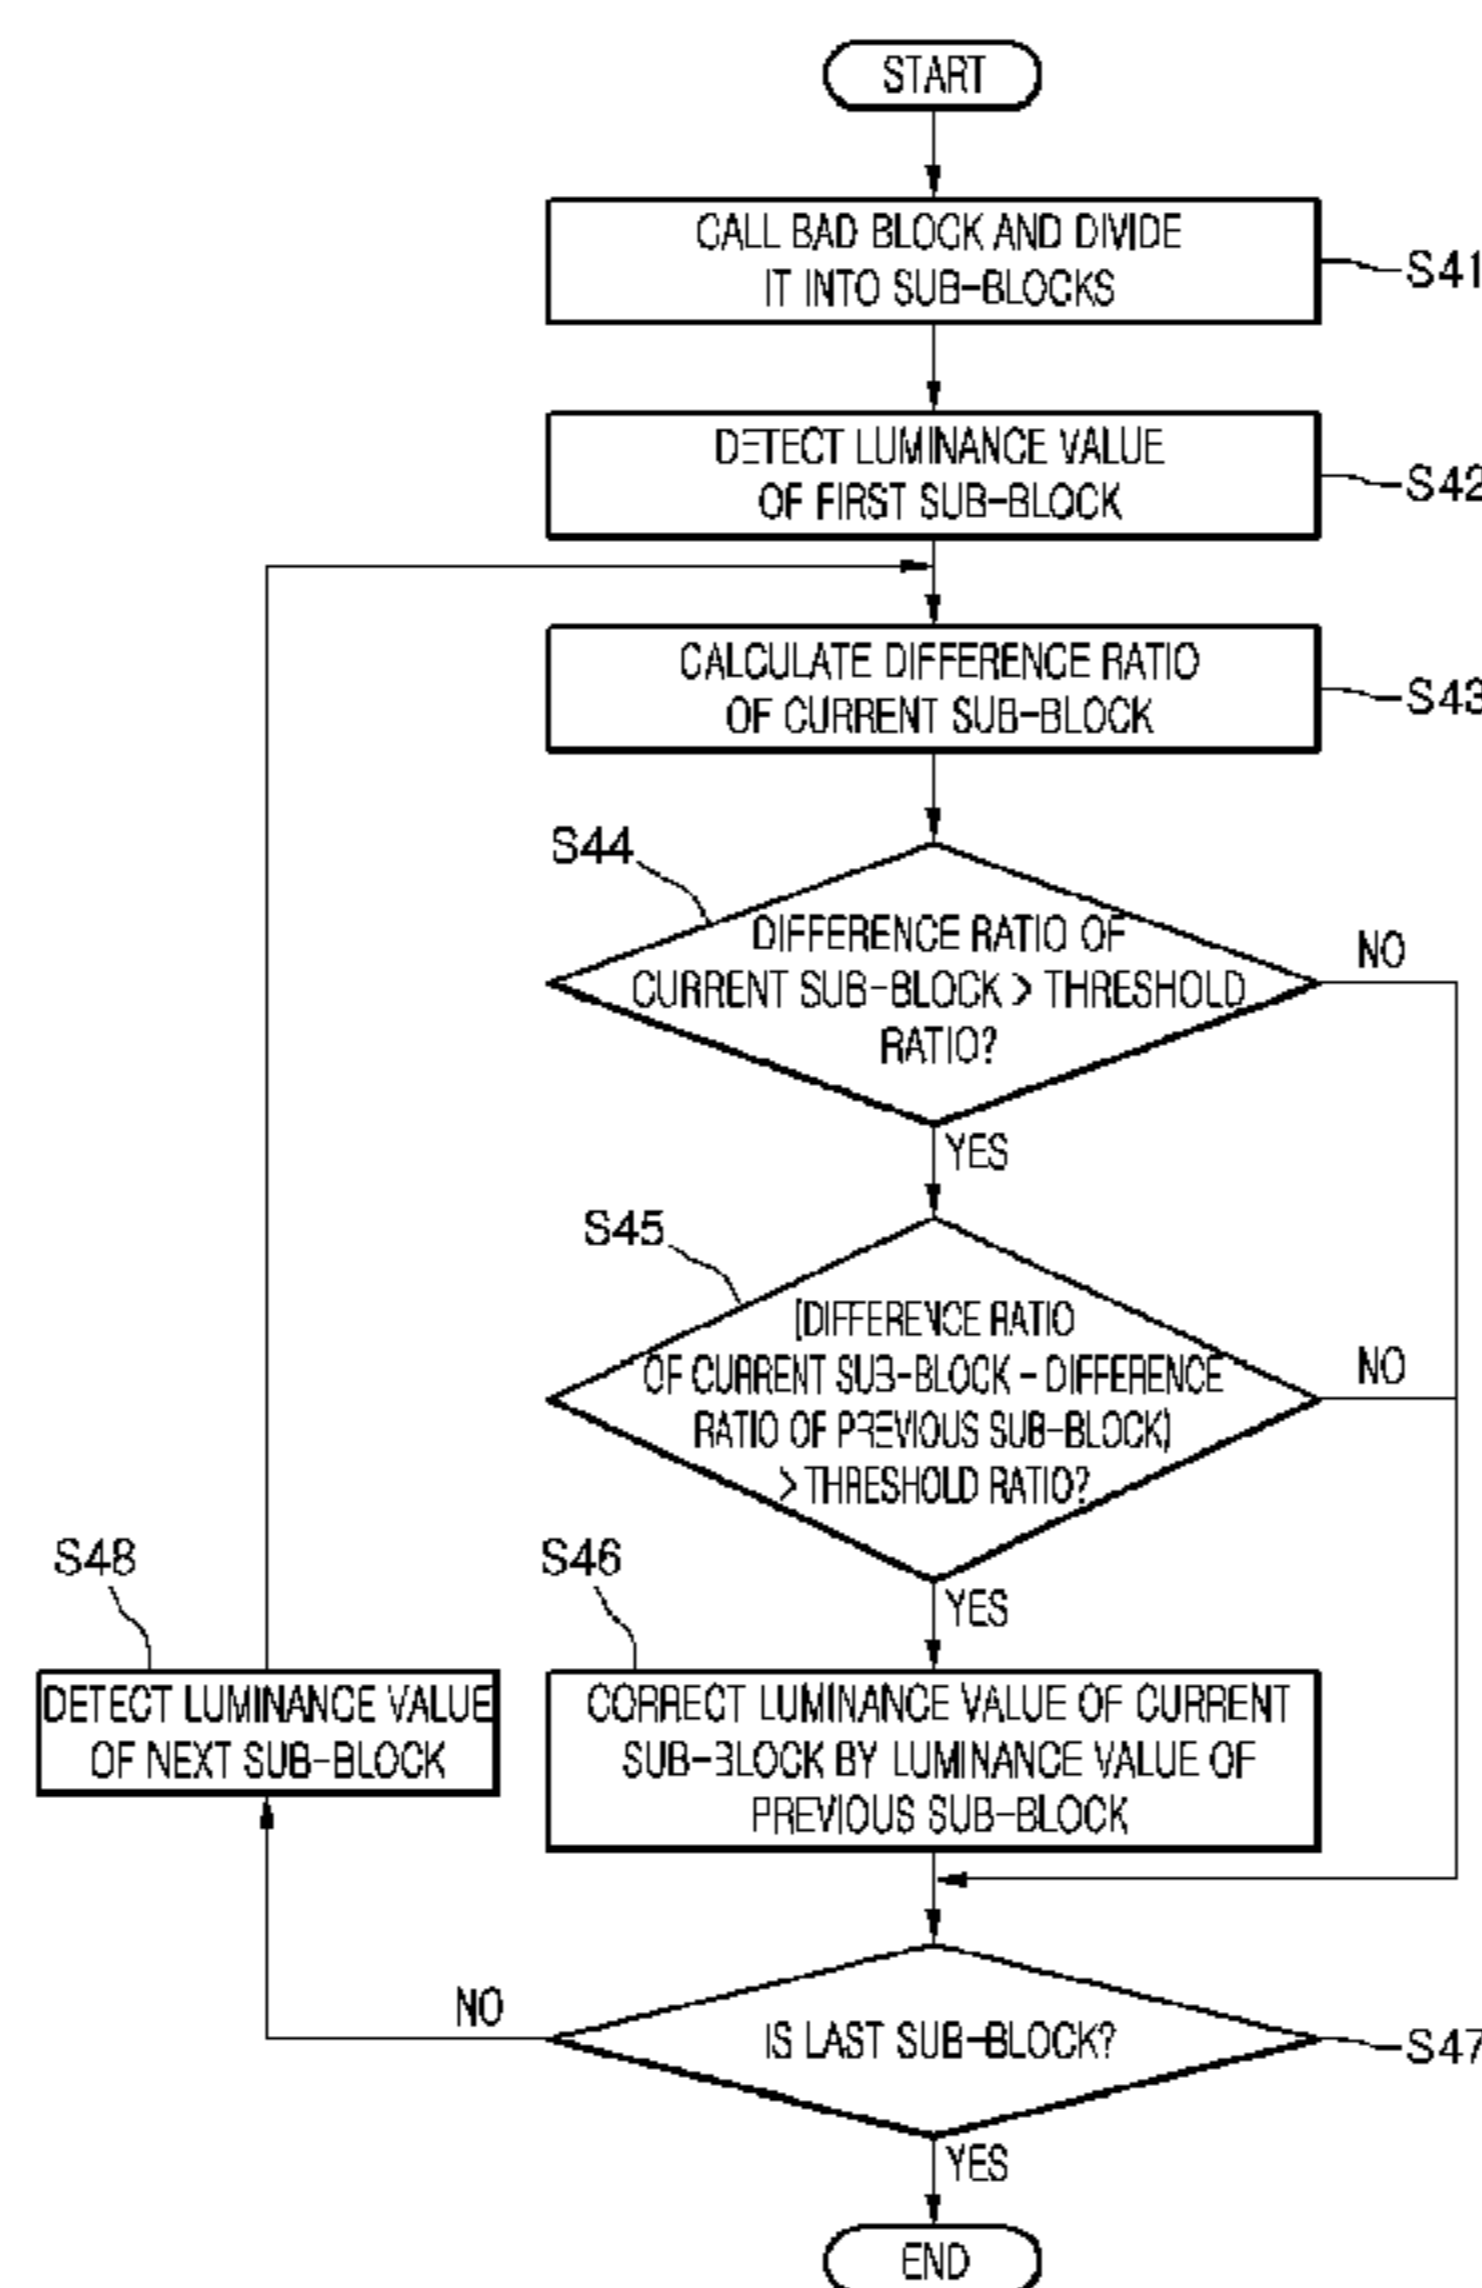 START
CALL BAD BLOCK AND DIVIDE
IT INTO SUB-BLOCKS
S41
DETECT LUMINANCE VALUE
OF FIRST SUB-BLOCK
S42
CALCULATE DIFFERENCE RATIO
OF CURRENT SUB-BLOCK
S43
S44
DIFFERENCE RATIO OF
CURRENT SUB-BLOCK > THRESHOLD
RATIO?
NO
YES
S45
(DIFFERENCE RATIO
OF CURRENT SUB-BLOCK - DIFFERENCE
RATIO OF PREVIOUS SUB-BLOCK)
> THRESHOLD RATIO?
NO
YES
S48
S46
DETECT LUMINANCE VALUE
OF NEXT SUB-BLOCK
CORRECT LUMINANCE VALUE OF CURRENT
SUB-BLOCK BY LUMINANCE VALUE OF
PREVIOUS SUB-BLOCK
NO
IS LAST SUB-BLOCK?
S47
YES
END